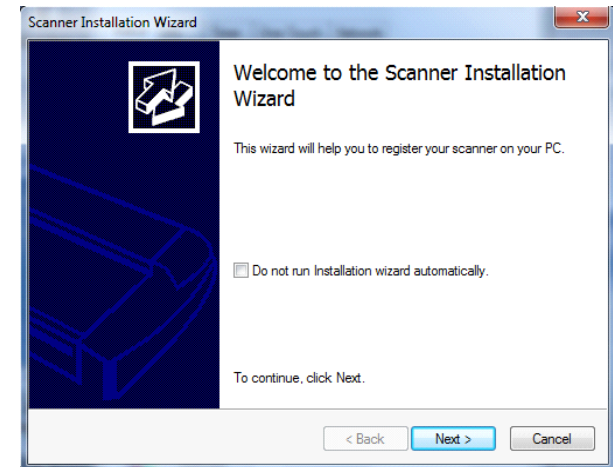 Scanner Installation Wizard
Welcome to the Scanner Installation
Wizard
This wizard will help you to register your scanner on your PC.
Do not run Installation wizard automatically.
To continue, click Next.
< Back
Next >
Cancel